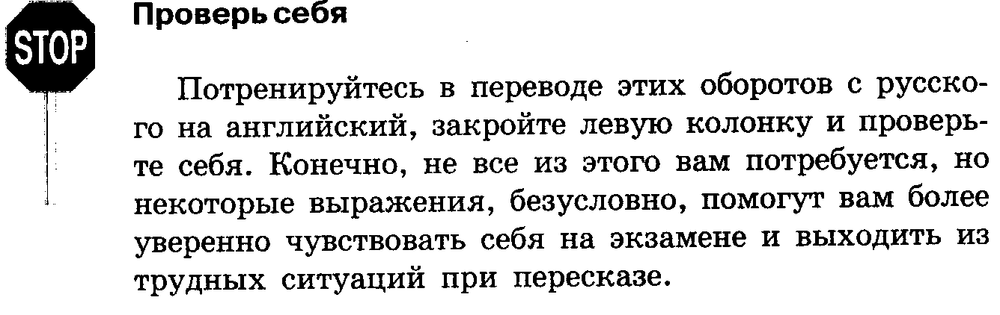 Проверь себя
STOP
Потренируйтесь в переводе этих оборотов с русско-
го на английский, закройте левую колонку и проверь-
те себя. Конечно, не все из этого вам потребуется, но
некоторые выражения, безусловно, помогут вам более
уверенно чувствовать себя на экзамене и выходить из
трудных ситуаций при пересказе.